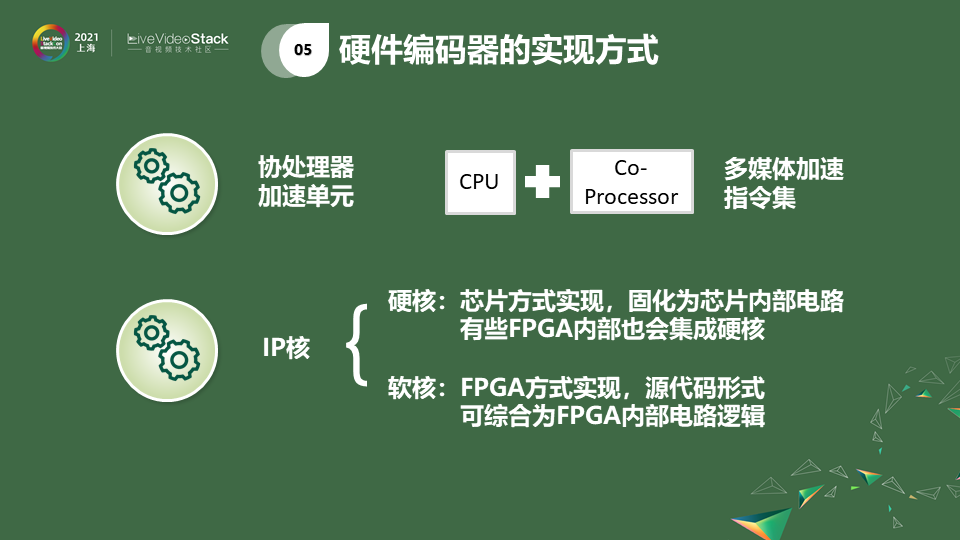 LiveVideo
Stack on
2021
上海
LiveVideoStack
音视频技术社区
05
硬件编码器的实现方式
协处理器
加速单元
CPU
Co-
Processor
多媒体加速
指令集
IP核
硬核：芯片方式实现，固化为芯片内部电路
有些FPGA内部也会集成硬核
软核：FPGA方式实现，源代码形式
可综合为FPGA内部电路逻辑